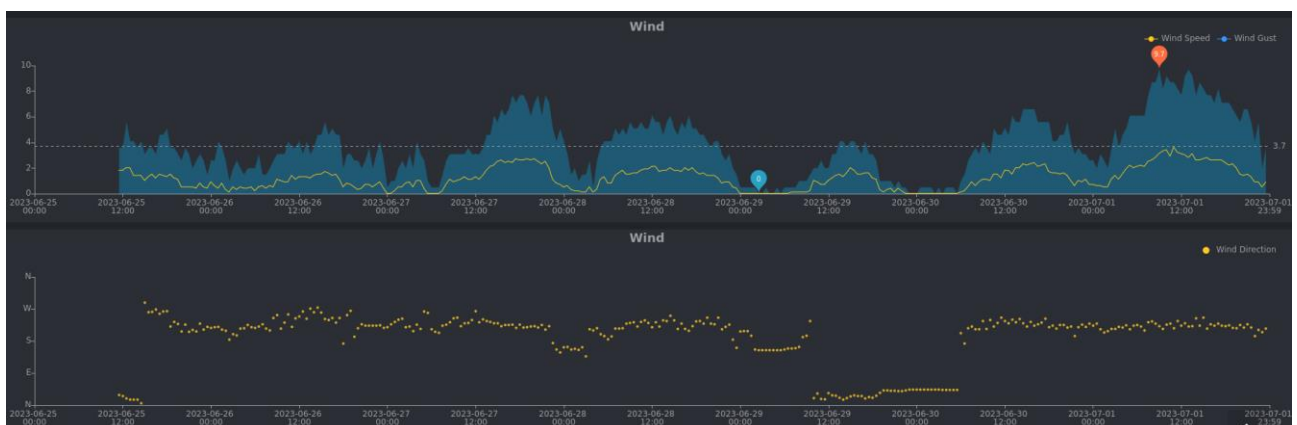 Wind
Wind Speed Wind Gust
10
8
6
4
2
0
9.7
0
3.7
2023-06-25 2023-06-25 2023-06-26 2023-06-26 2023-06-27 2023-06-27 2023-06-28 2023-06-28 2023-06-29 2023-06-29 2023-06-30 2023-06-30 2023-07-01 2023-07-01 2023-07-01
00:00 12:00 00:00 12:00 00:00 12:00 00:00 12:00 00:00 12:00 00:00 12:00 00:00 12:00 23:59
Wind
Wind Direction
N
W
S
E
N
2023-06-25 2023-06-25 2023-06-26 2023-06-26 2023-06-27 2023-06-27 2023-06-28 2023-06-28 2023-06-29 2023-06-29 2023-06-30 2023-06-30 2023-07-01 2023-07-01 2023-07-01
00:00 12:00 00:00 12:00 00:00 12:00 00:00 12:00 00:00 12:00 00:00 12:00 00:00 12:00 23:59